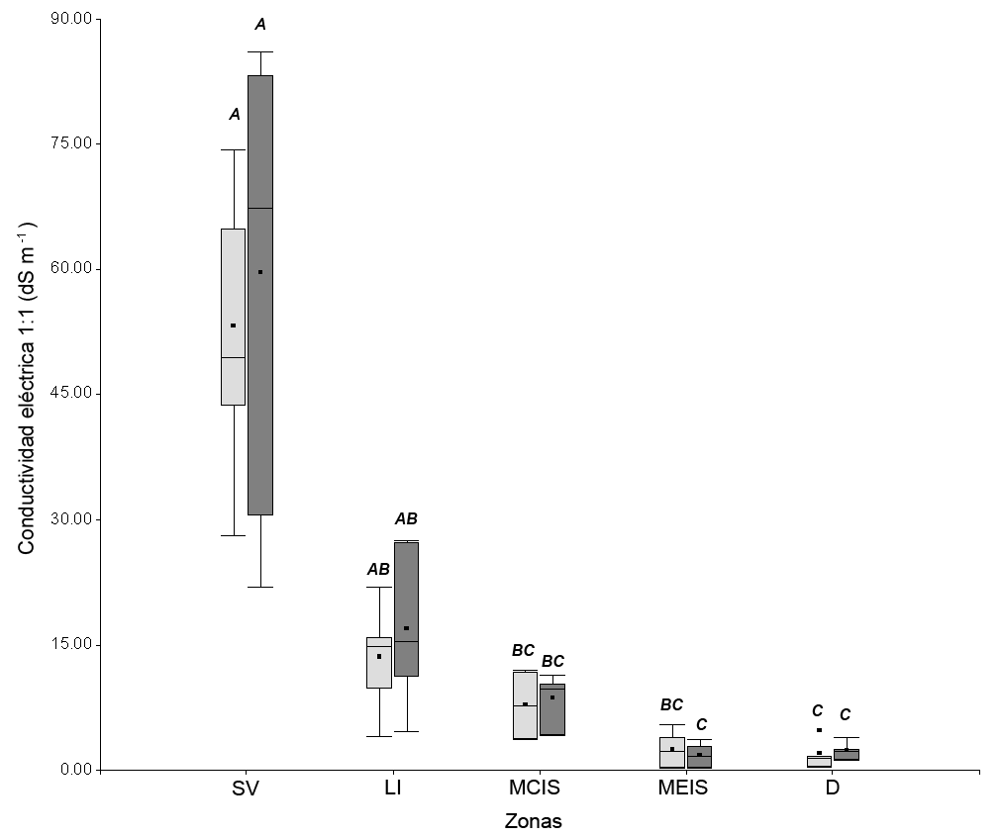 90.00
75.00
60.00
45.00
30.00
15.00
0.00
Conductividad eléctrica 1:1 (dS m⁻¹)
A
A
AB
AB
BC
BC
BC
C
C
C
SV
LI
MCIS
MEIS
D
Zonas